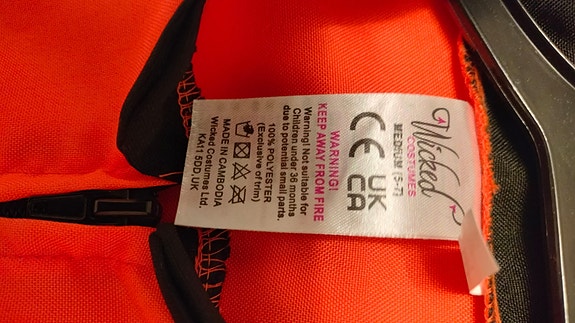 Wicked
COSTUMES
MEDIUM (5-7)
CE UK
CA
WARNING!
KEEP AWAY FROM FIRE
Warning! Not suitable for
Children under 36 months
due to potential small parts.
100% POLYESTER
(Exclusive of trim)
MADE IN CAMBODIA
Wicked Costumes Ltd.
KA11 5DD, UK